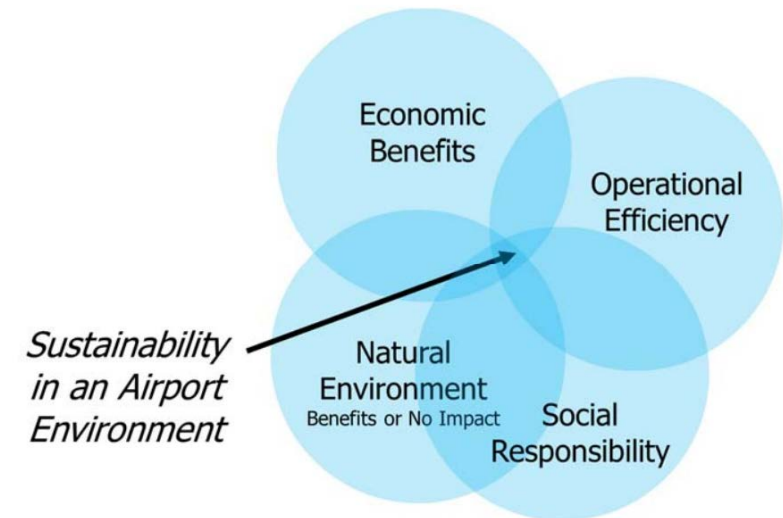 Economic
Benefits
Operational
Efficiency
Sustainability
in an Airport
Environment
Natural
Environment
Benefits or No Impact
Social
Responsibility